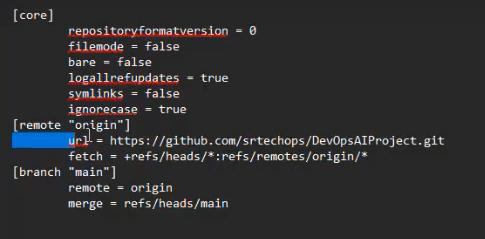 [core]
repositoryformatversion = 0
filemode = false
bare = false
logallrefupdates = true
symlinks = false
ignorecase = true
[remote "origin"]
url = https://github.com/srtechops/DevOpsAIProject.git
fetch = +refs/heads/*:refs/remotes/origin/*
[branch "main"]
remote = origin
merge = refs/heads/main